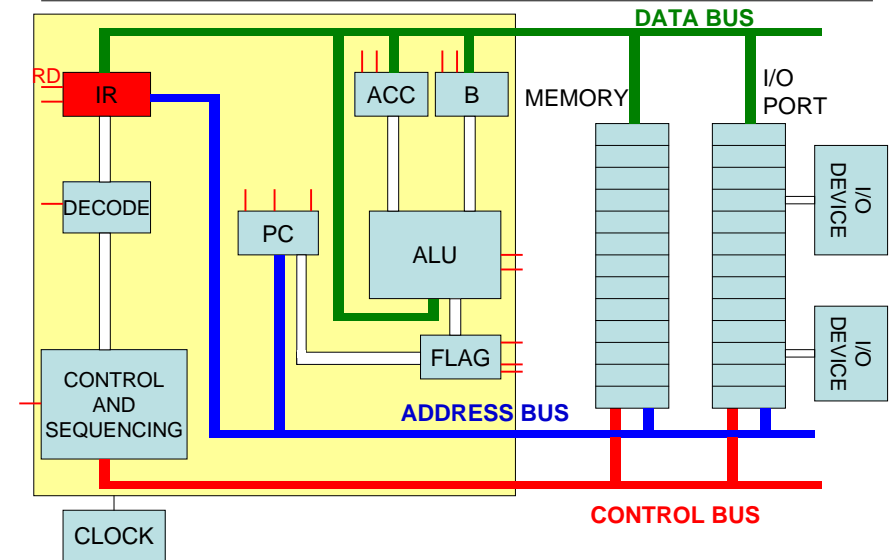 DATA BUS
RD
IR
ACC
B
MEMORY
I/O
PORT
DECODE
PC
ALU
I/O
DEVICE
FLAG
I/O
DEVICE
CONTROL
AND
SEQUENCING
ADDRESS BUS
CONTROL BUS
CLOCK